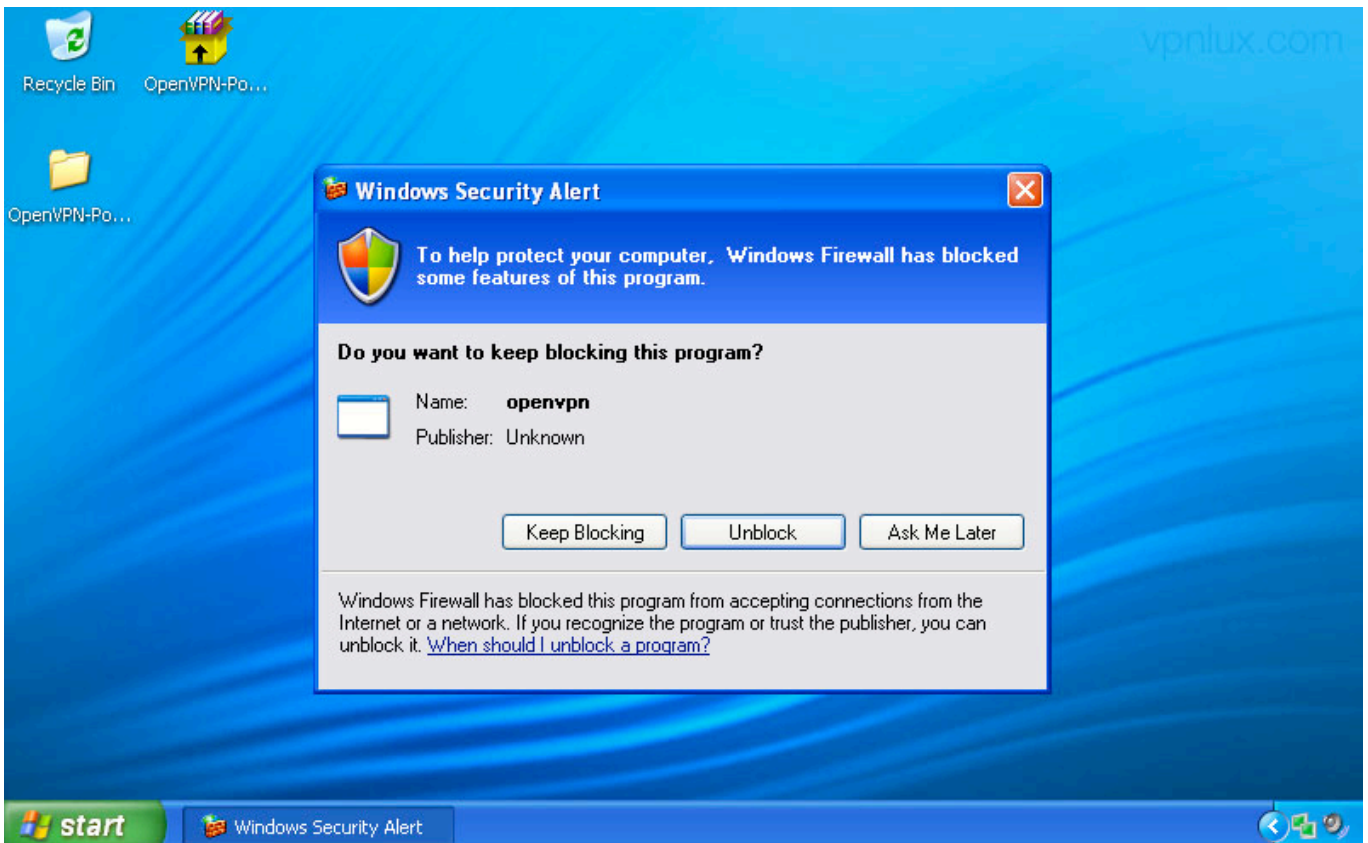 vpnlux.com
Recycle Bin
OpenVPN-Po...
OpenVPN-Po...
Windows Security Alert
To help protect your computer, Windows Firewall has blocked
some features of this program.
Do you want to keep blocking this program?
Name: openvpn
Publisher: Unknown
Keep Blocking
Unblock
Ask Me Later
Windows Firewall has blocked this program from accepting connections from the
Internet or a network. If you recognize the program or trust the publisher, you can
unblock it. When should I unblock a program?
start
Windows Security Alert